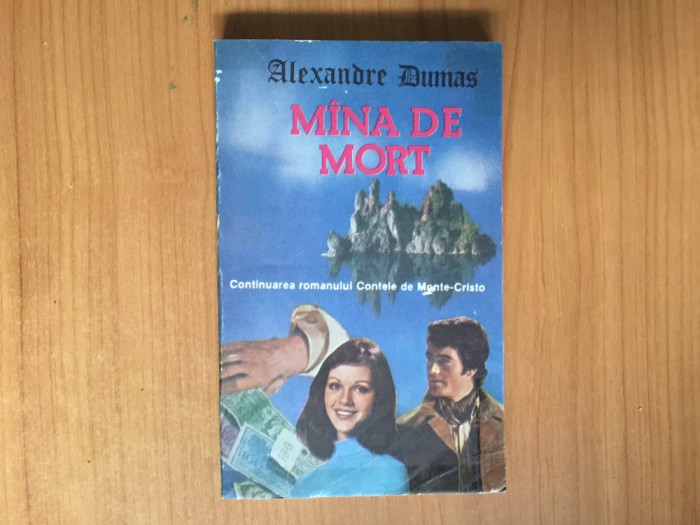 Alexandre Dumas
MÎNA DE
MORT
Continuarea romanului Contele de Monte-Cristo